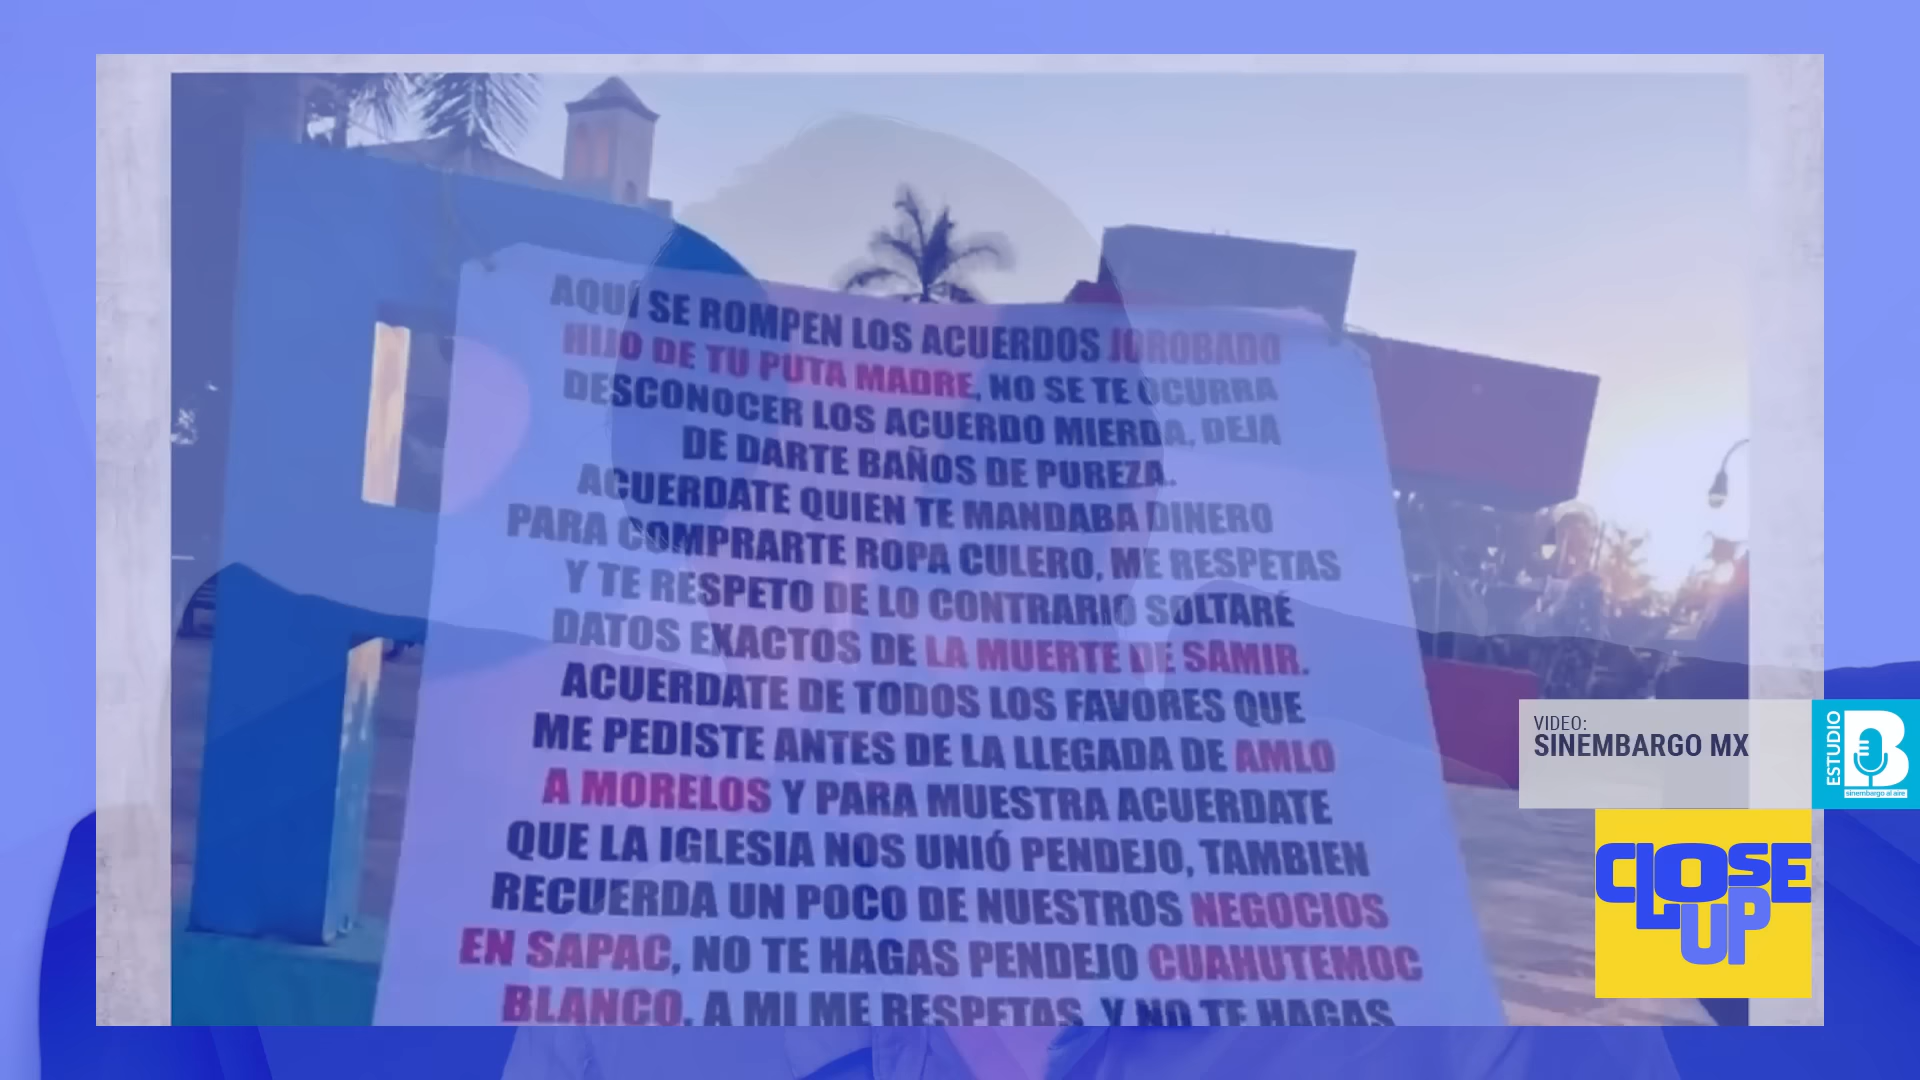 AQUÍ SE ROMPEN LOS ACUERDOS JOROBADO
HIJO DE TU PUTA MADRE, NO SE TE OCURRA
DESCONOCER LOS ACUERDO MIERDA, DEJA
DE DARTE BAÑOS DE PUREZA.
ACUERDATE QUIEN TE MANDABA DINERO
PARA COMPRARTE ROPA CULERO, ME RESPETAS
Y TE RESPETO DE LO CONTRARIO SOLTARÉ
DATOS EXACTOS DE LA MUERTE DE SAMIR.
ACUERDATE DE TODOS LOS FAVORES QUE
ME PEDISTE ANTES DE LA LLEGADA DE AMLO
A MORELOS Y PARA MUESTRA ACUERDATE
QUE LA IGLESIA NOS UNIÓ PENDEJO, TAMBIEN
RECUERDA UN POCO DE NUESTROS NEGOCIOS
EN SAPAC, NO TE HAGAS PENDEJO CUAHUTEMOC
BLANCO, A MI ME RESPETAS Y NO TE HAGAS
VIDEO:
SINEMBARGO MX
ESTUDIO B
sinembargo al aire
CLOSE
UP